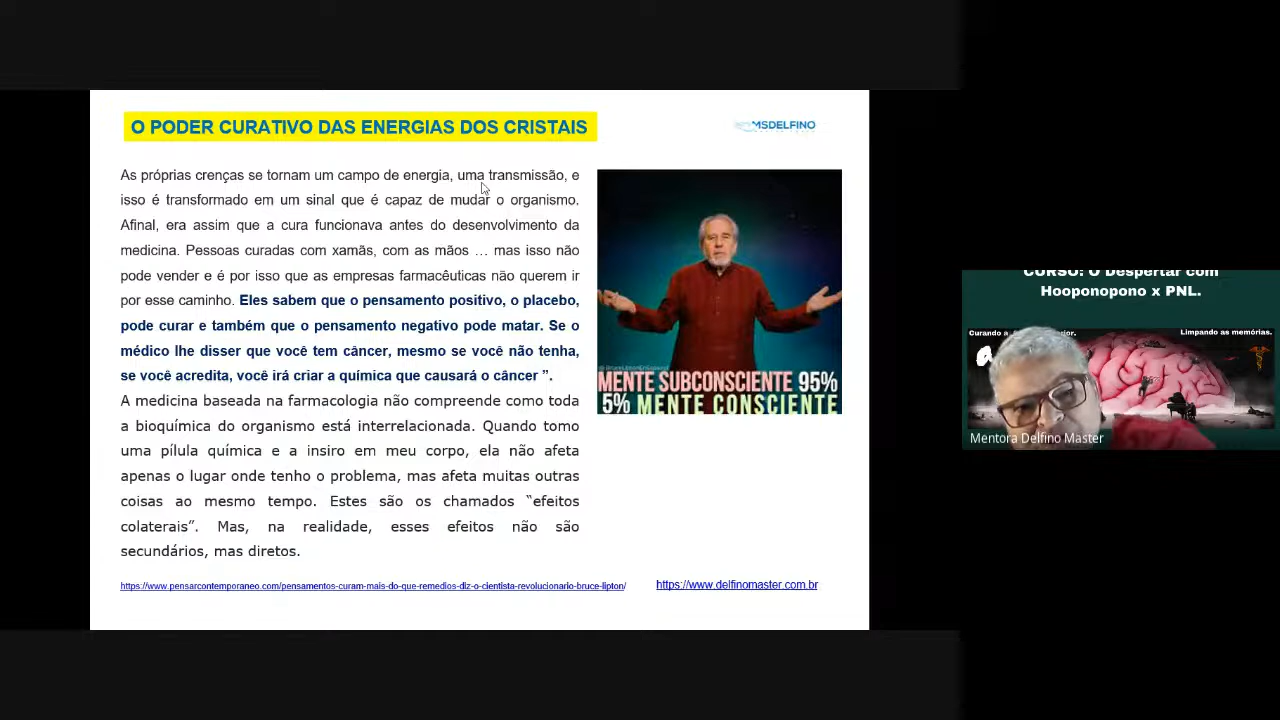 O PODER CURATIVO DAS ENERGIAS DOS CRISTAIS
MSDELFINO
As próprias crenças se tornam um campo de energia, uma transmissão, e
isso é transformado em um sinal que é capaz de mudar o organismo.
Afinal, era assim que a cura funcionava antes do desenvolvimento da
medicina. Pessoas curadas com xamãs, com as mãos … mas isso não
pode vender e é por isso que as empresas farmacêuticas não querem ir
por esse caminho. Eles sabem que o pensamento positivo, o placebo,
pode curar e também que o pensamento negativo pode matar. Se o
médico lhe disser que você tem câncer, mesmo se você não tenha,
se você acredita, você irá criar a química que causará o câncer ”.
A medicina baseada na farmacologia não compreende como toda
a bioquímica do organismo está interrelacionada. Quando tomo
uma pílula química e a insiro em meu corpo, ela não afeta
apenas o lugar onde tenho o problema, mas afeta muitas outras
coisas ao mesmo tempo. Estes são os chamados “efeitos
colaterais”. Mas, na realidade, esses efeitos não são
secundários, mas diretos.
MENTE SUBCONSCIENTE 95%
5% MENTE CONSCIENTE
https://www.pensarcontemporaneo.com/pensamentos-curam-mais-do-que-remedios-diz-o-cientista-revolucionario-bruce-lipton/
https://www.delfinomaster.com.br
CURSO: O Despertar com
Hooponopono x PNL.
Curando a
Limpando as memórias.
Mentora Delfino Master